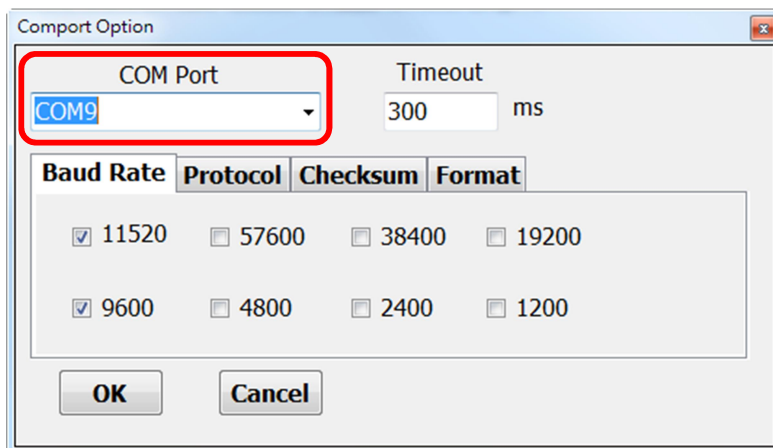 Comport Option
COM Port Timeout
COM9 300 ms
Baud Rate Protocol Checksum Format
11520 57600 38400 19200
9600 4800 2400 1200
OK Cancel